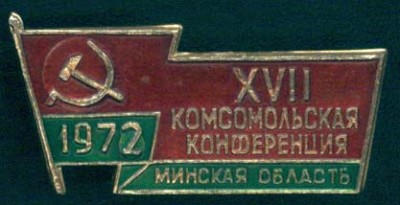 1972
XVII
КОМСОМОЛЬСКАЯ
КОНФЕРЕНЦИЯ
МИНСКАЯ ОБЛАСТЬ